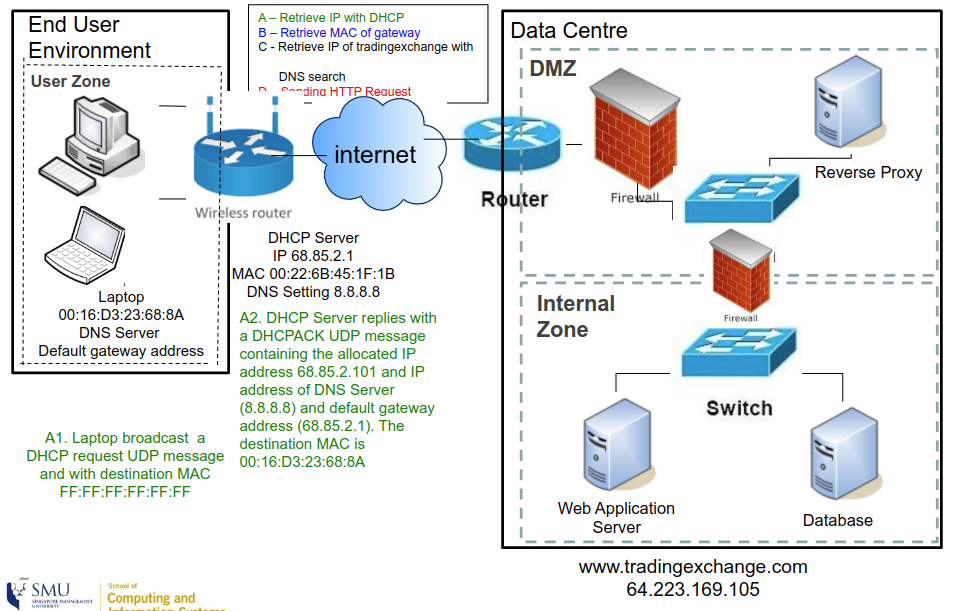 End User
Environment
User Zone
A – Retrieve IP with DHCP
B – Retrieve MAC of gateway
C - Retrieve IP of tradingexchange with
DNS search
D – Sending HTTP Request
Data Centre
DMZ
internet
Wireless router
Router
Firewall
Reverse Proxy
Laptop
00:16:D3:23:68:8A
DNS Server
Default gateway address
DHCP Server
IP 68.85.2.1
MAC 00:22:6B:45:1F:1B
DNS Setting 8.8.8.8
Firewall
Internal
Zone
Switch
A1. Laptop broadcast a
DHCP request UDP message
and with destination MAC
FF:FF:FF:FF:FF:FF
A2. DHCP Server replies with
a DHCPACK UDP message
containing the allocated IP
address 68.85.2.101 and IP
address of DNS Server
(8.8.8.8) and default gateway
address (68.85.2.1). The
destination MAC is
00:16:D3:23:68:8A
Web Application
Server
Database
www.tradingexchange.com
64.223.169.105
SMU
SINGAPORE MANAGEMENT
UNIVERSITY
School of
Computing and
Information Systems